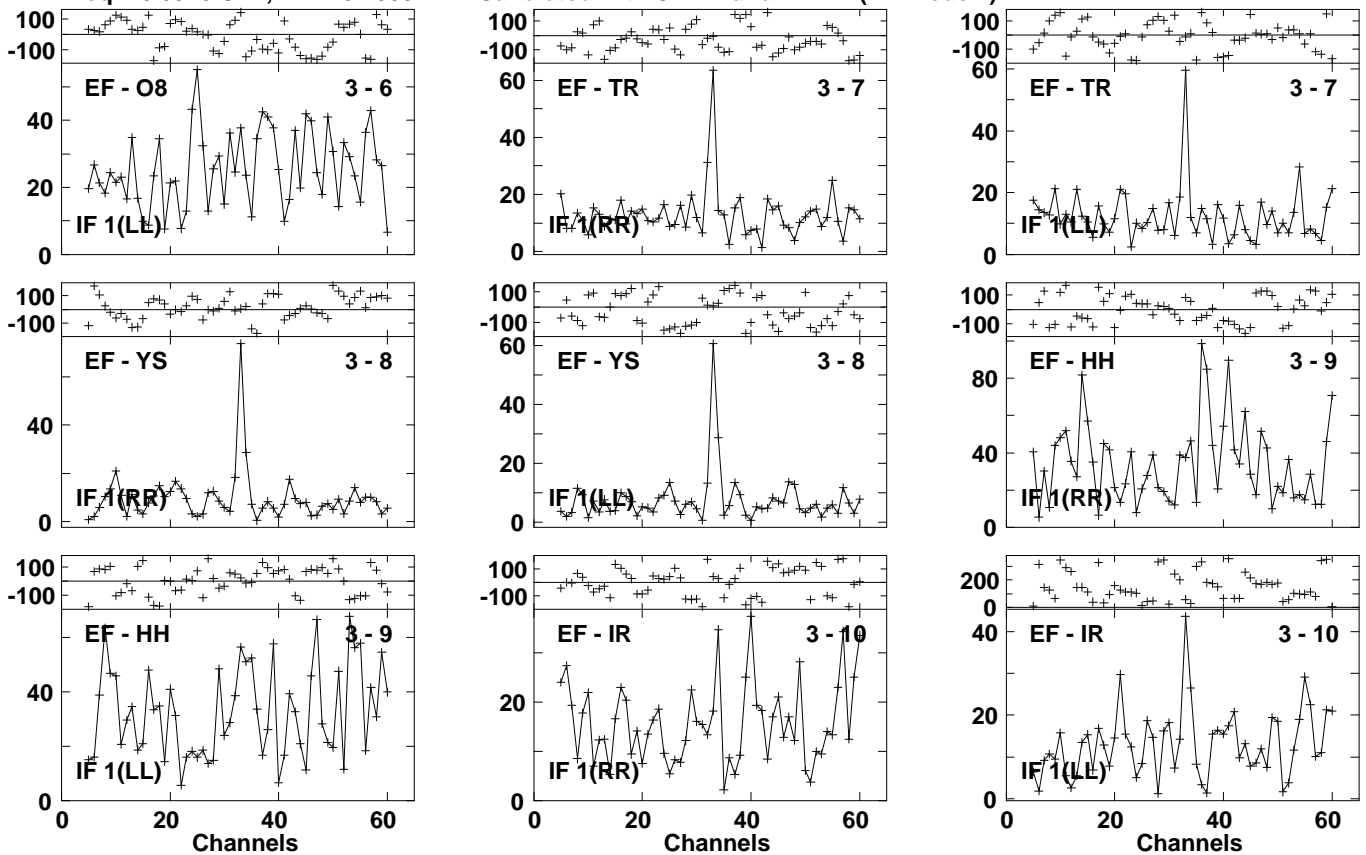 100
-100
EF - O8 3 - 6
40
20
0
IF 1(LL)
100
-100
EF - TR 3 - 7
60
40
20
0
IF 1(RR)
100
-100
EF - TR 3 - 7
60
40
20
0
IF 1(LL)
100
-100
EF - YS 3 - 8
40
0
IF 1(RR)
100
-100
EF - YS 3 - 8
60
40
20
0
IF 1(LL)
100
-100
EF - HH 3 - 9
80
40
0
IF 1(RR)
100
-100
EF - HH 3 - 9
40
0
IF 1(LL)
0 20 40 60
Channels
100
-100
EF - IR 3 - 10
20
0
IF 1(RR)
0 20 40 60
Channels
200
0
EF - IR 3 - 10
40
20
0
IF 1(LL)
0 20 40 60
Channels